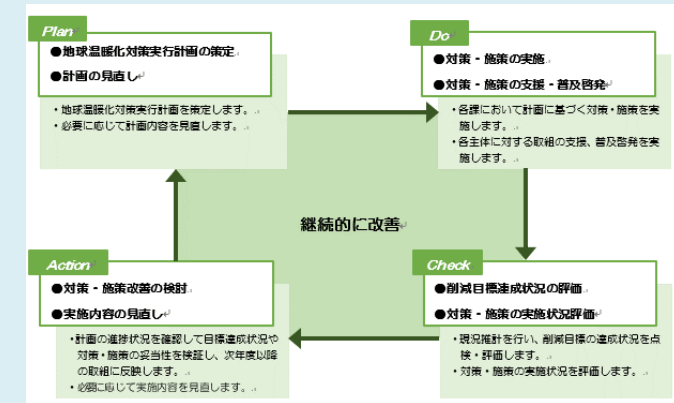 Plan
●地球温暖化対策実行計画の策定
●計画の見直し
・地球温暖化対策実行計画を策定します。
・必要に応じて計画内容を見直します。
Do
●対策・施策の実施
●対策・施策の支援・普及啓発
・各課において計画に基づく対策・施策を実
施します。
・各主体に対する取組の支援、普及啓発を実
施します。
継続的に改善
Action
●対策・施策改善の検討
●実施内容の見直し
・計画の進捗状況を確認して目標達成状況や
対策・施策の妥当性を検証し、次年度以降
の取組に反映します。
・必要に応じて実施内容を見直します。
Check
●削減目標達成状況の評価
●対策・施策の実施状況評価
・現況推計を行い、削減目標の達成状況を点
検・評価します。
・対策・施策の実施状況を評価します。